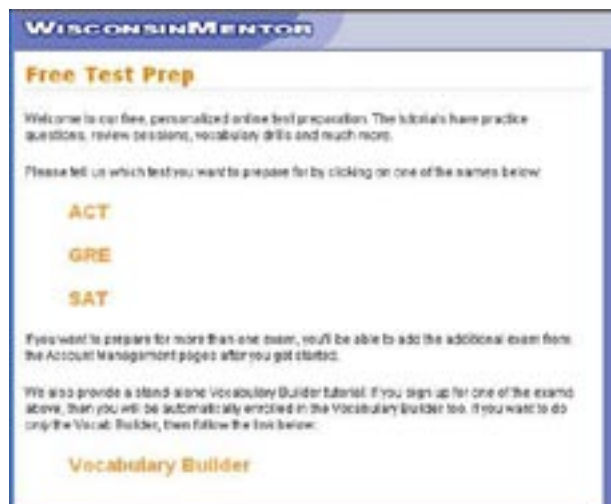 WISCONSINMENTOR
Free Test Prep
Welcome to our free, personalized online test preparation. The tutorials have practice
questions, review sessions, vocabulary drills and much more.
Please tell us which test you want to prepare for by clicking on one of the names below:
ACT
GRE
SAT
If you want to prepare for more than one exam, you'll be able to add the additional exam from
the Account Management pages after you get started.
We also provide a stand-alone Vocabulary Builder tutorial. If you sign up for one of the exams
above, then you will be automatically enrolled in the Vocabulary Builder too. If you want to do
only the Vocab Builder, then follow the link below:
Vocabulary Builder